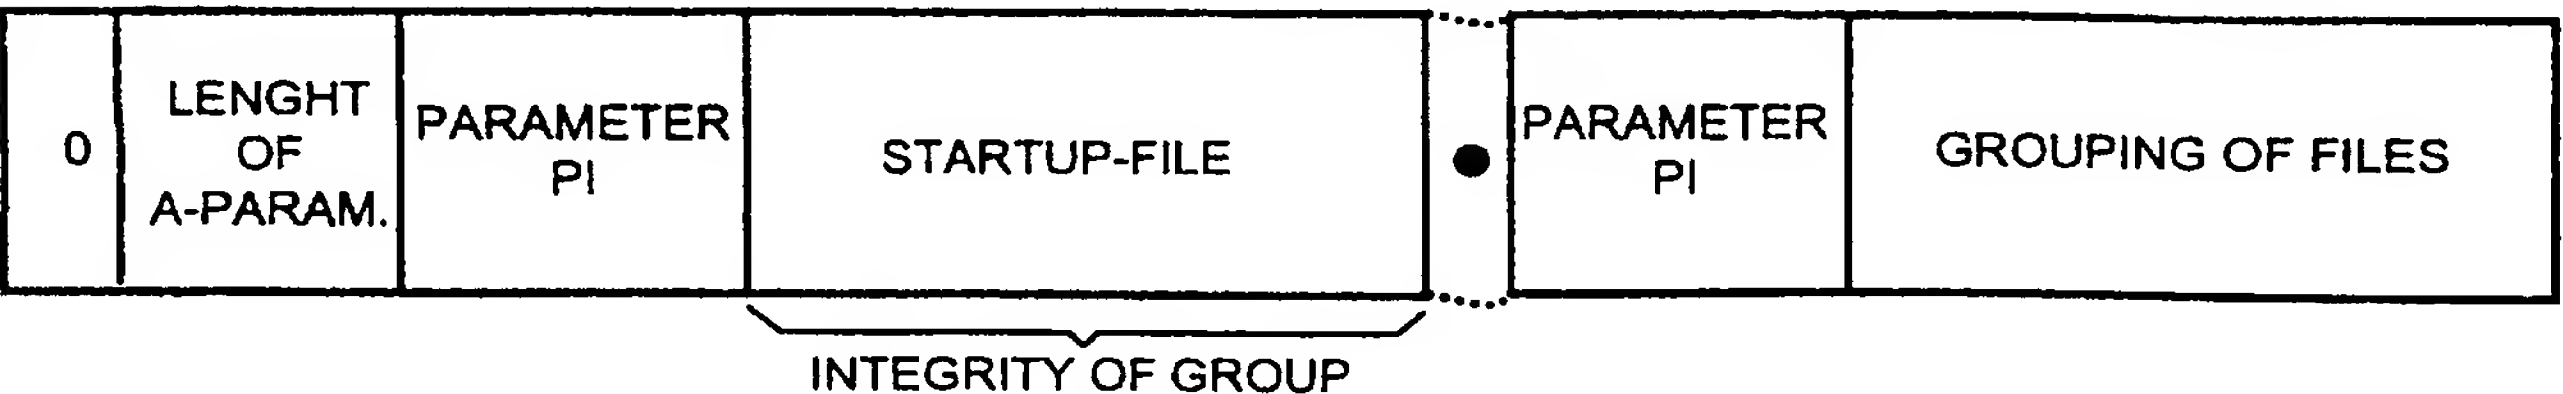 0
LENGHT
OF
A-PARAM.
PARAMETER
PI
STARTUP-FILE
PARAMETER
PI
GROUPING OF FILES
INTEGRITY OF GROUP